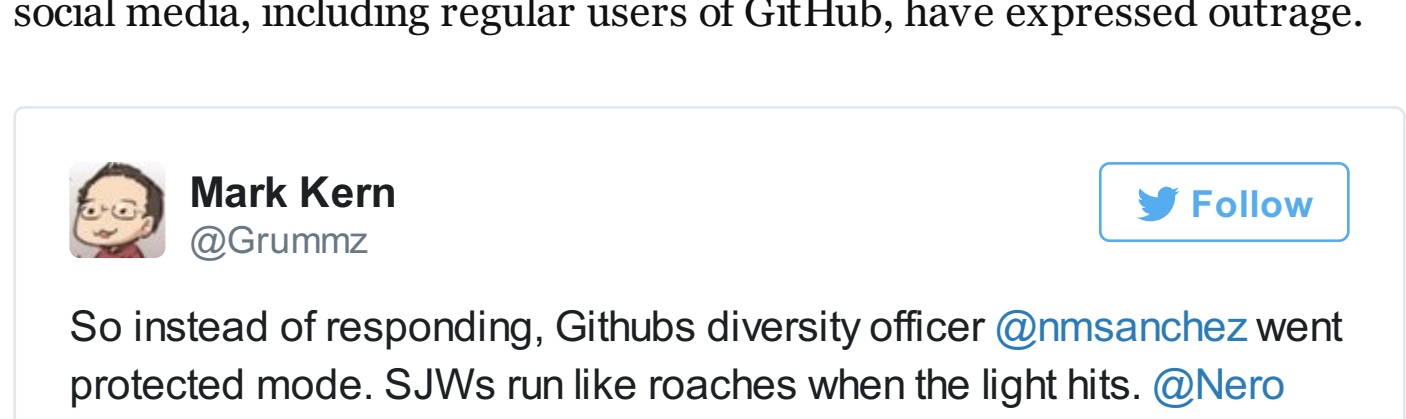 social media, including regular users of GitHub, have expressed outrage.
Mark Kern
@Grummz
Follow
So instead of responding, Githubs diversity officer @nmsanchez went
protected mode. SJWs run like roaches when the light hits. @Nero